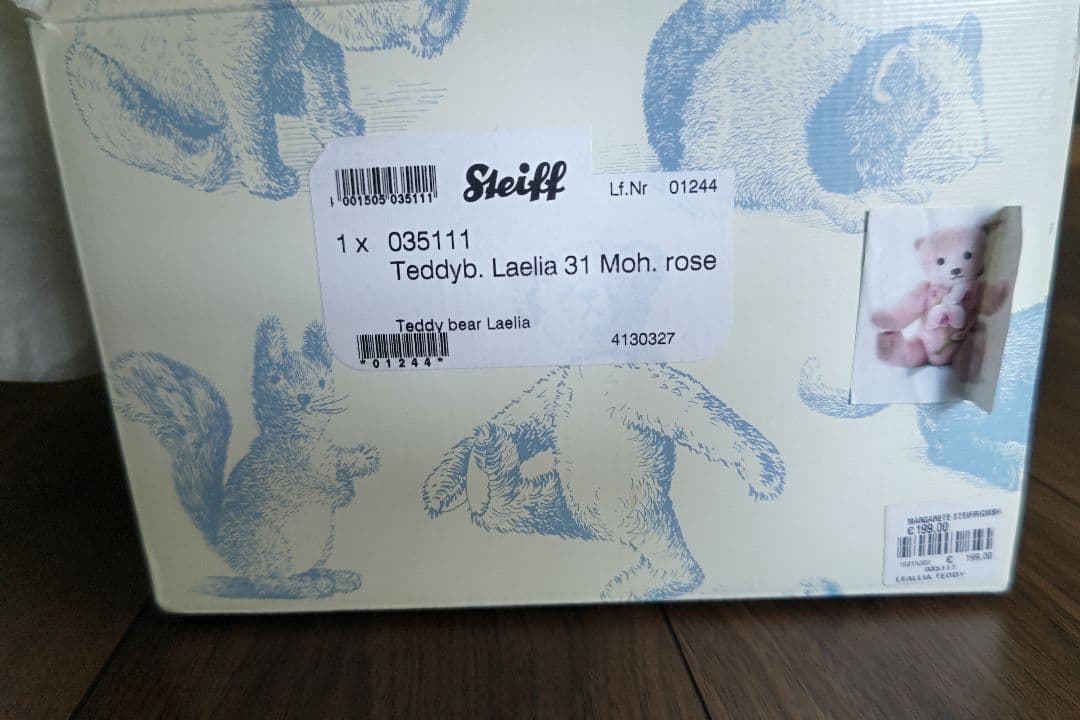 Steiff
Lf.Nr 01244
001505 035111
1 x 035111
Teddyb. Laelia 31 Moh. rose
Teddy bear Laelia
*01244*
4130327
MARGARETE STEIFF GMBH
€ 199.00
€ 199.00
035111
LEALLIA TEDDY